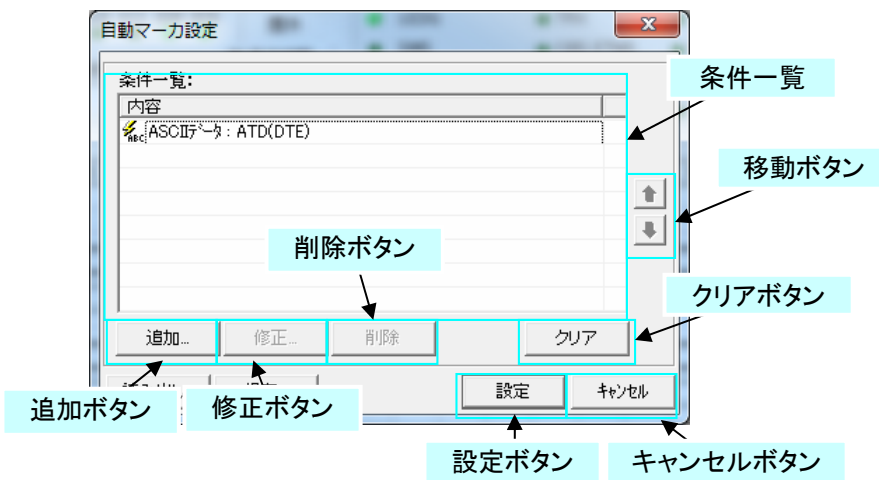 自動マーカ設定
条件一覧:
条件一覧
内容
ABC ASCIIﾃﾞｰﾀ : ATD(DTE)
移動ボタン
削除ボタン
クリアボタン
追加...
修正...
削除
クリア
設定
ｷｬﾝｾﾙ
追加ボタン
修正ボタン
設定ボタン
キャンセルボタン